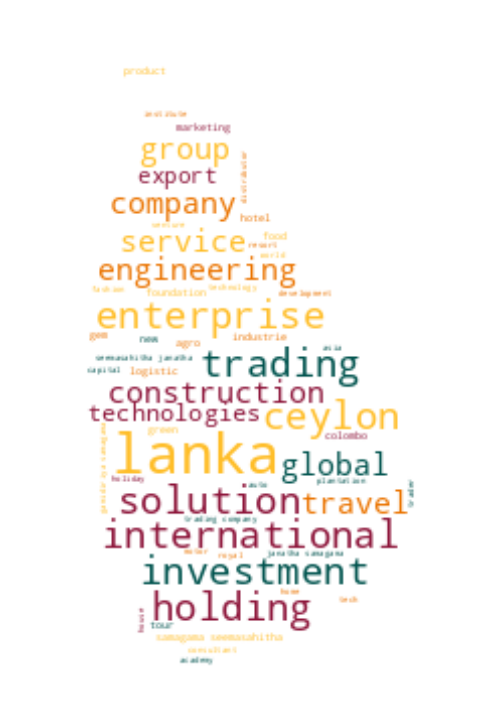 product
institute
marketing
group
distributor
export
company
hotel
venture
service
food
resort
world
engineering
fashion
foundation
technology
development
enterprise
gem
new
agro
industrie
asia
trading
seemasahitha janatha
capital
logistic
construction
technologies
ceylon
green
colombo
lanka
global
holiday
auto
plantation
trader
solution
travel
trading company
international
motor
royal
janatha samagama
investment
home
tech
holding
house
tour
samagama seemasahitha
consultant
academy